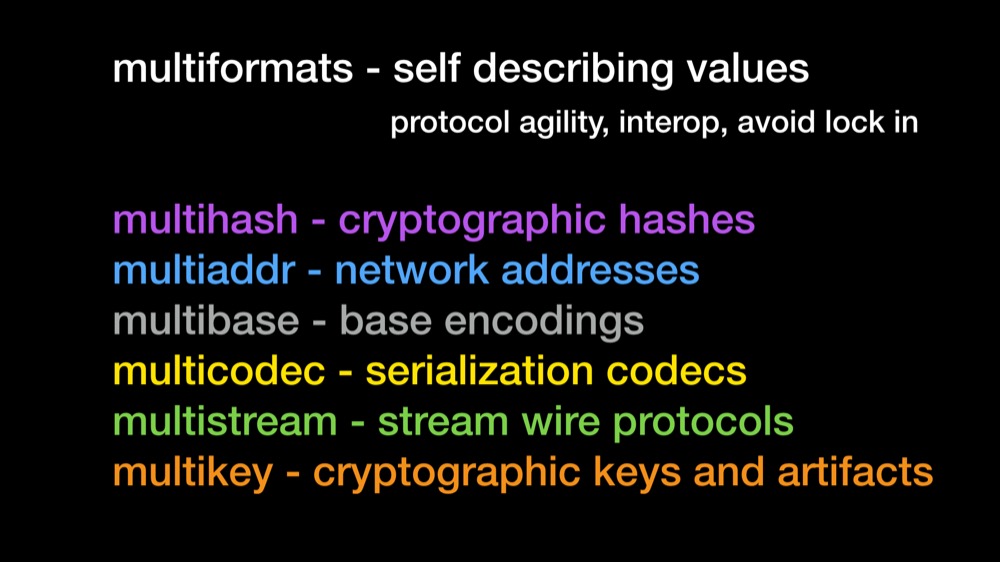 multiformats - self describing values
protocol agility, interop, avoid lock in
multihash - cryptographic hashes
multiaddr - network addresses
multibase - base encodings
multicodec - serialization codecs
multistream - stream wire protocols
multikey - cryptographic keys and artifacts